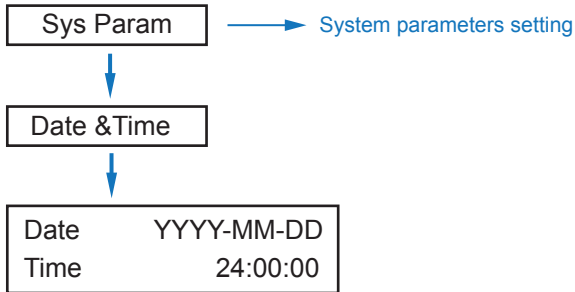 Sys Param
System parameters setting
Date &Time
Date YYYY-MM-DD
Time 24:00:00